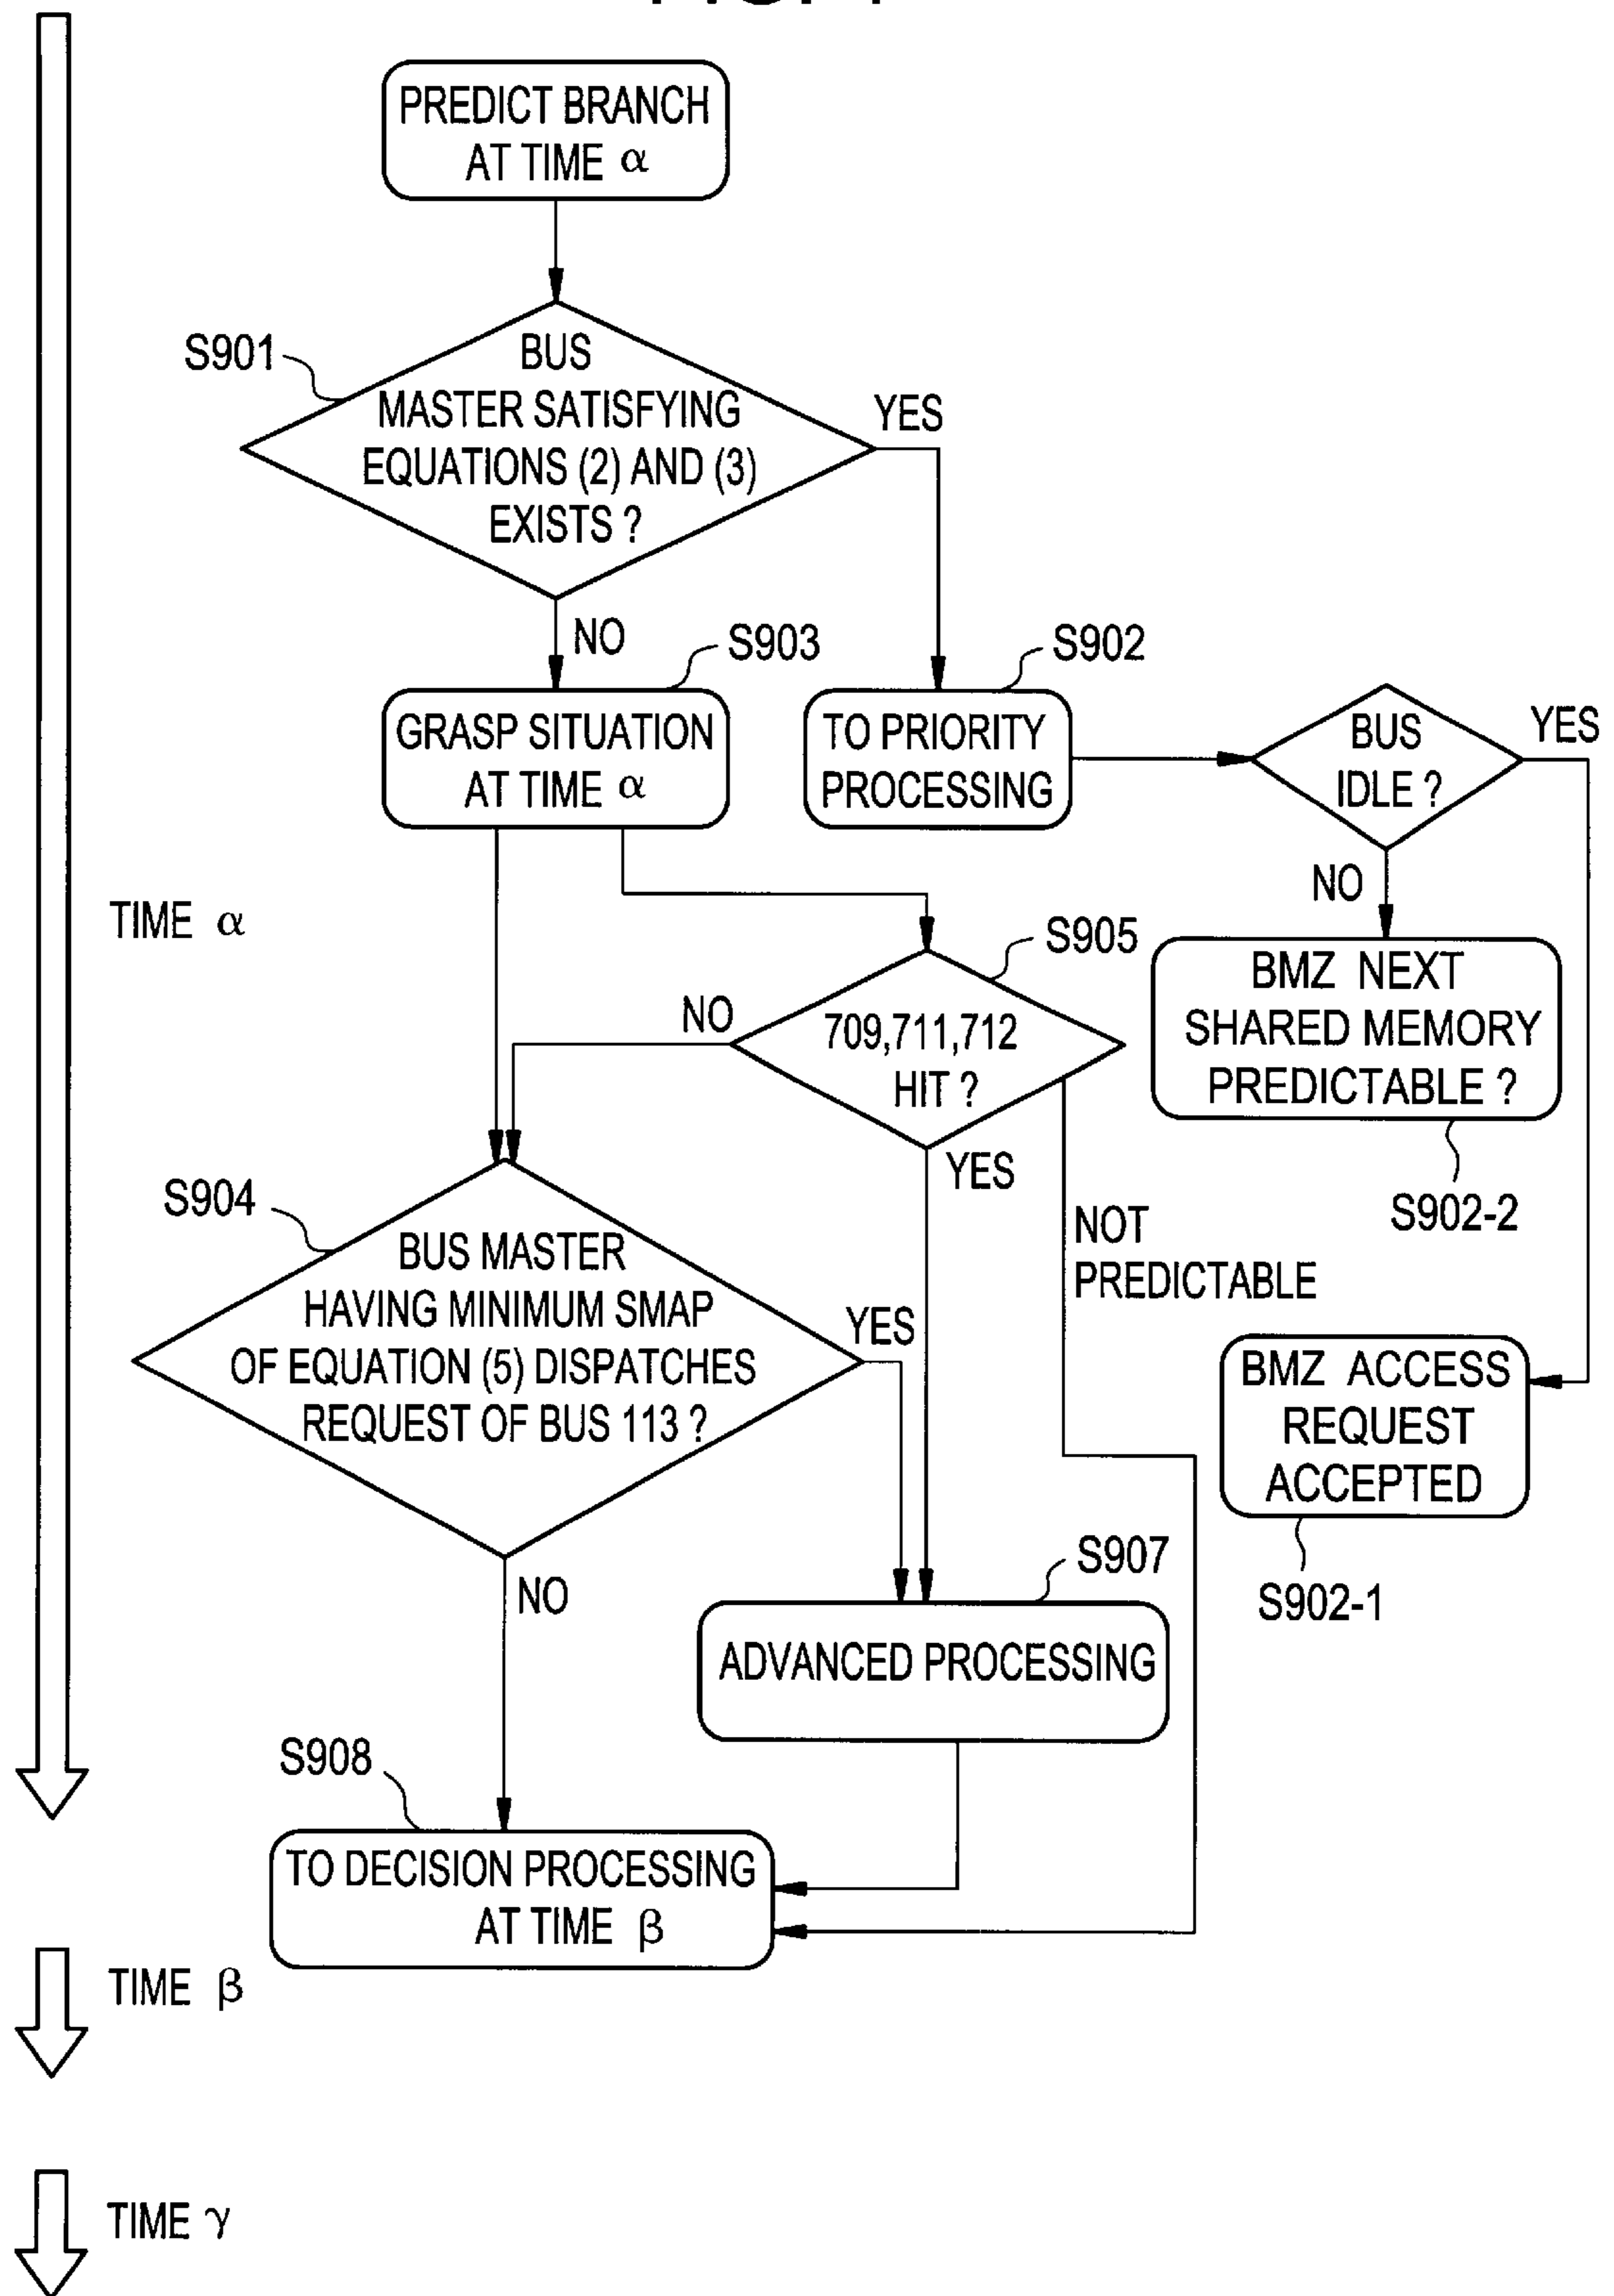 PREDICT BRANCH
AT TIME α
S901
BUS
MASTER SATISFYING
EQUATIONS (2) AND (3)
EXISTS ?
YES
NO
S903
S902
GRASP SITUATION
AT TIME α
TO PRIORITY
PROCESSING
BUS
IDLE ?
YES
NO
TIME α
S905
BMZ NEXT
SHARED MEMORY
PREDICTABLE ?
NO
709,711,712
HIT ?
YES
S902-2
S904
NOT
PREDICTABLE
BUS MASTER
HAVING MINIMUM SMAP
OF EQUATION (5) DISPATCHES
REQUEST OF BUS 113 ?
YES
BMZ ACCESS
REQUEST
ACCEPTED
S902-1
NO
S907
ADVANCED PROCESSING
S908
TO DECISION PROCESSING
AT TIME β
TIME β
TIME γ